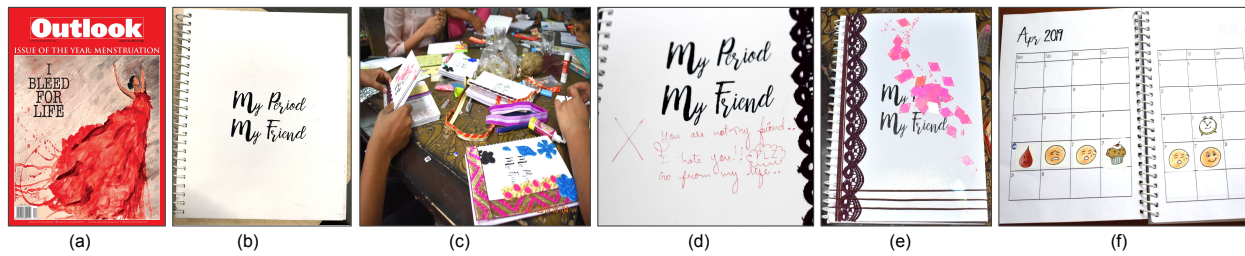 Outlook
ISSUE OF THE YEAR: MENSTRUATION
I
BLEED
FOR
LIFE
My Period
My Friend
My Period
My Friend
You are not my friend..
I hate you!! PLZ
Go from my life..
My
My Friend
Apr 2019
(a)
(b)
(c)
(d)
(e)
(f)